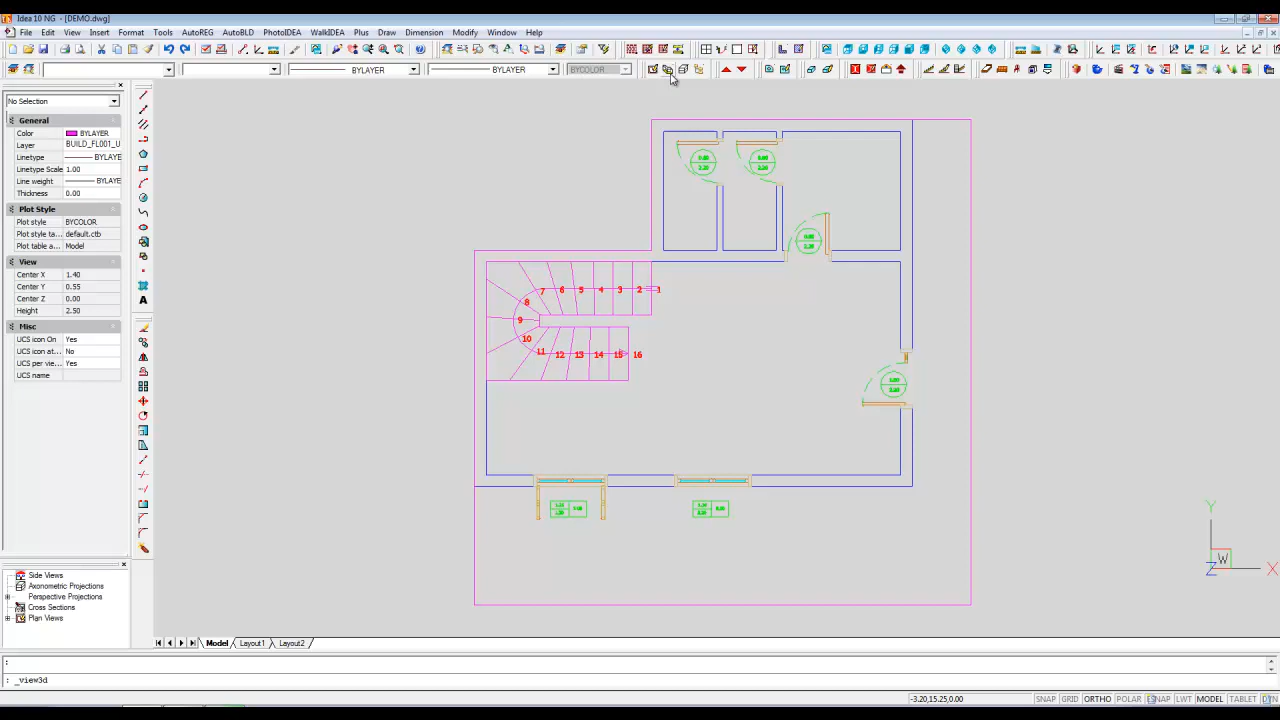 Idea 10 NG - [DEMO.dwg]
File Edit View Insert Format Tools AutoREG AutoBLD PhotoIDEA WalkIDEA Plus Draw Dimension Modify Window Help
BYLAYER BYLAYER BYCOLOR
No Selection
General
Color BYLAYER
Layer BUILD_FL001_U
Linetype BYLAYE
Linetype Scale 1.00
Line weight BYLAYE
Thickness 0.00
Plot Style
Plot style BYCOLOR
Plot style ta... default.ctb
Plot table a... Model
View
Center X 1.40
Center Y 0.55
Center Z 0.00
Height 2.50
Misc
UCS icon On Yes
UCS icon at... No
UCS per vie... Yes
UCS name
A
Side Views
Axonometric Projections
Perspective Projections
Cross Sections
Plan Views
7 6 5 4 3 2 1
8
9
10
11 12 13 14 15 16
Y
W
Z X
Model Layout1 Layout2
:
: _view3d
-3.20,15.25,0.00 SNAP GRID ORTHO POLAR ESNAP LWT MODEL TABLET DYN